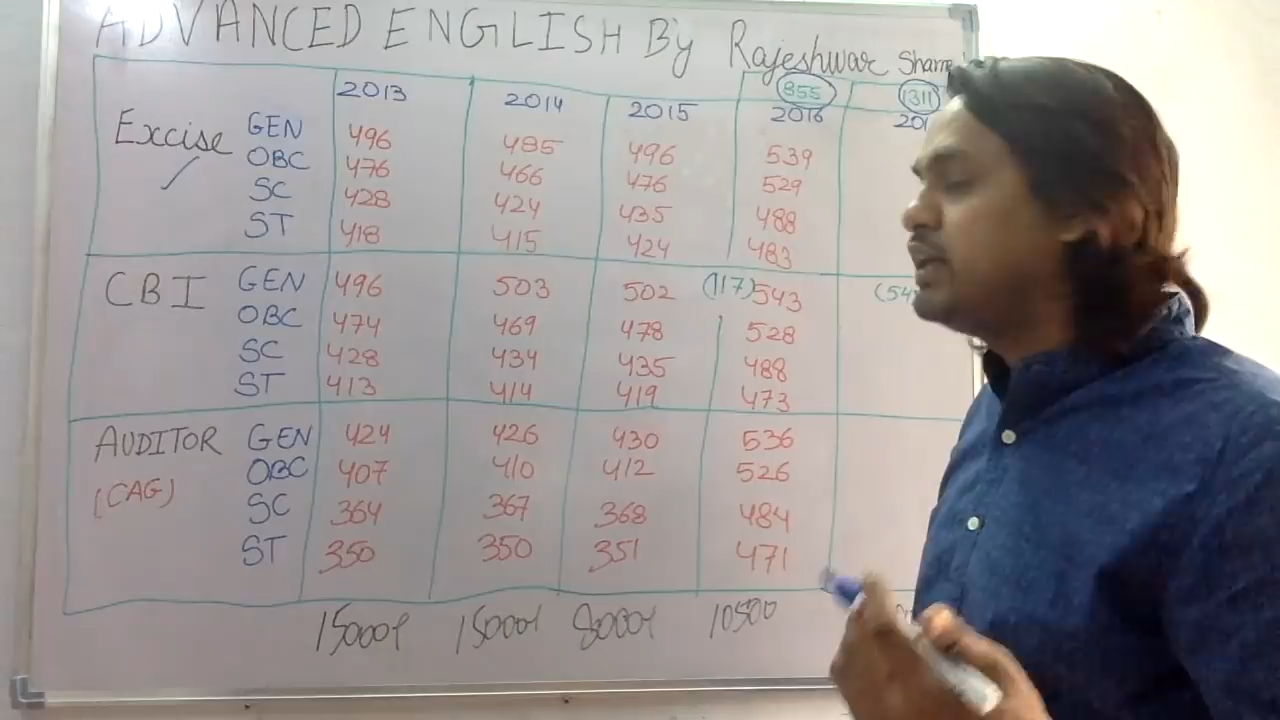 ADVANCED ENGLISH By Rajeshwar
855 1311
2013 2014 2015 2016
Excise GEN 496 485 496 539
OBC 476 466 476 529
SC 428 424 435 488
ST 418 415 424 483
CBI GEN 496 503 502 (117) 543
OBC 474 469 478 528
SC 428 434 435 488
ST 413 414 419 473
AUDITOR GEN 424 426 430 536
(CAG) OBC 407 410 412 526
SC 364 367 368 484
ST 350 350 351 471
15000+ 15000+ 8000+ 10500